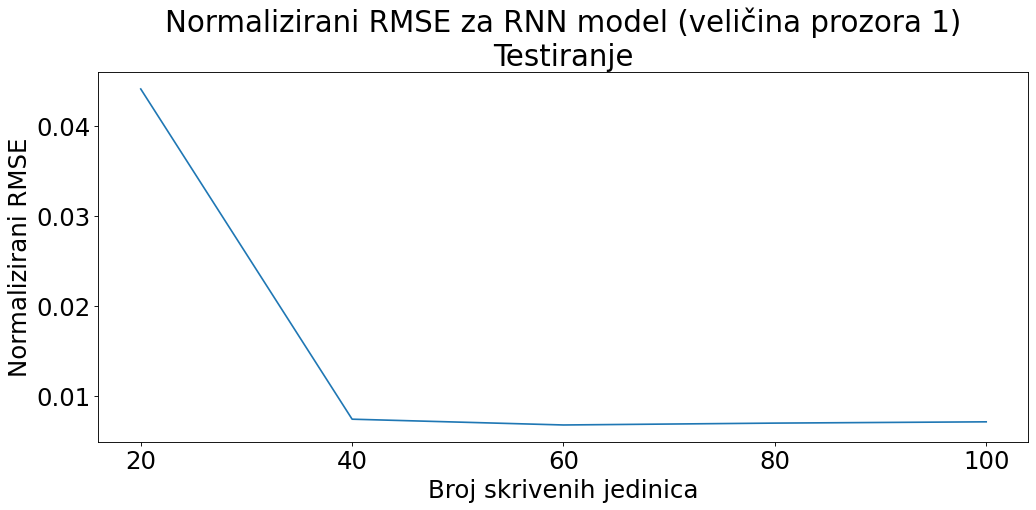 Normalizirani RMSE za RNN model (veličina prozora 1)
Testiranje
Normalizirani RMSE
0.04
0.03
0.02
0.01
20 40 60 80 100
Broj skrivenih jedinica